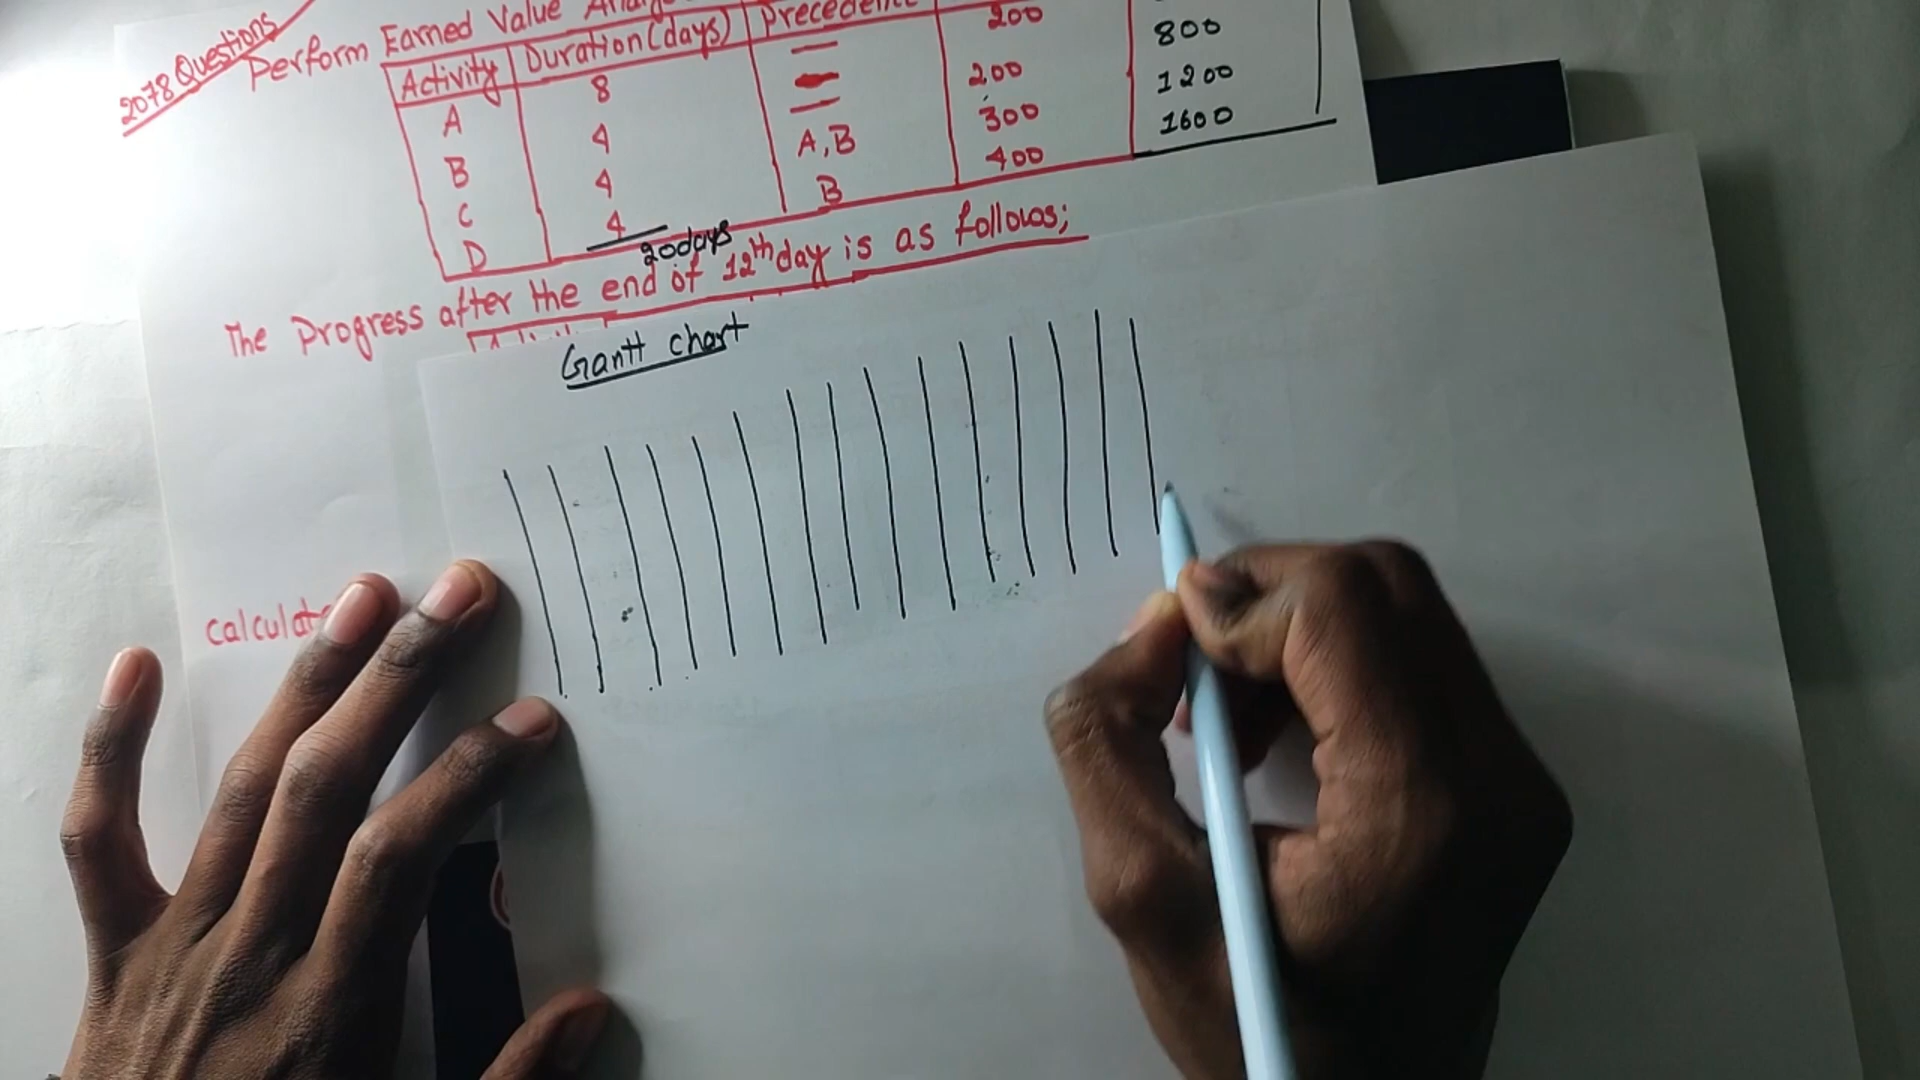 2078 Questions
Perform Earned Value
Activity Duration (days)
A 8 — 200
B 4 — 200 800
C 4 A,B 300 1200
D 4 B 400 1600
20days
The Progress after the end of 12th day is as follows;
Gantt chart